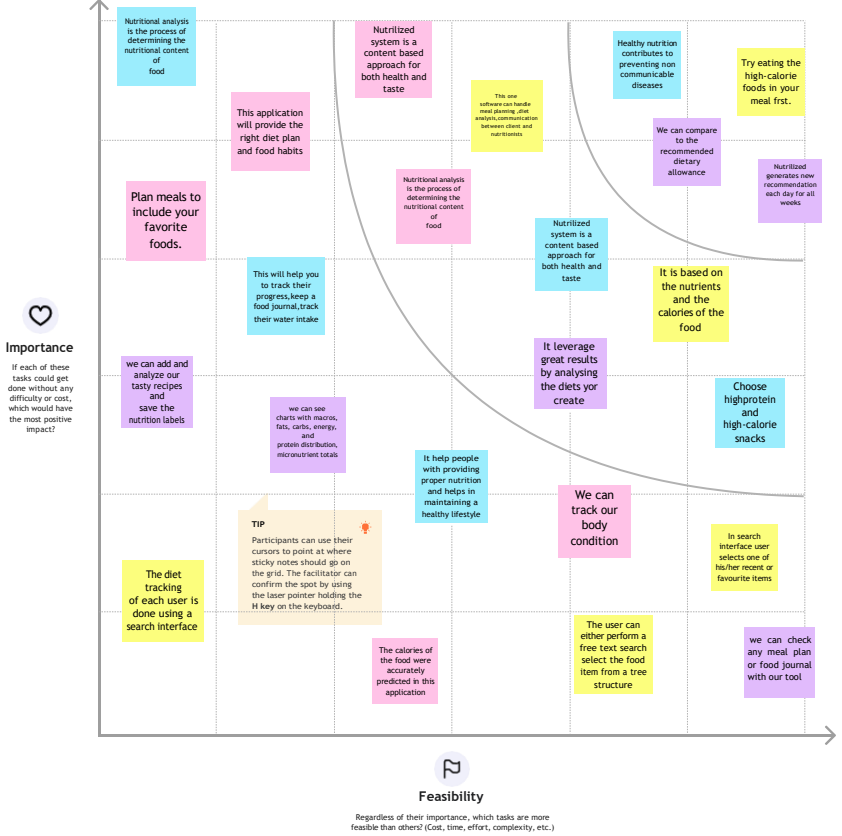 Nutritional analysis
is the process of
determining the
nutritional content
of
food
Nutrilized
system is a
content based
approach for
both health and
taste
Healthy nutrition
contributes to
preventing non
communicable
diseases
Try eating the
high-calorie
foods in your
meal frst.
This one
software can handle
meal planning ,diet
analysis,communication
between client and
nutritionists
This application
will provide the
right diet plan
and food habits
We can compare
to the
recommended
dietary
allowance
Nutrilized
generates new
recommendation
each day for all
weeks
Nutritional analysis
is the process of
determining the
nutritional content
of
food
Plan meals to
include your
favorite
foods.
Nutrilized
system is a
content based
approach for
both health and
taste
This will help you
to track their
progress,keep a
food journal,track
their water intake
It is based on
the nutrients
and the
calories of the
food
Importance
If each of these
tasks could get
done without any
difficulty or cost,
which would have
the most positive
impact?
we can add and
analyze our
tasty recipes
and
save the
nutrition labels
It leverage
great results
by analysing
the diets yor
create
Choose
highprotein
and
high-calorie
snacks
we can see
charts with macros,
fats, carbs, energy,
and
protein distribution,
micronutrient totals
It help people
with providing
proper nutrition
and helps in
maintaining a
healthy lifestyle
We can
track our
body
condition
TIP
Participants can use their
cursors to point at where
sticky notes should go on
the grid. The facilitator can
confirm the spot by using
the laser pointer holding the
H key on the keyboard.
In search
interface user
selects one of
his/her recent or
favourite items
The diet
tracking
of each user is
done using a
search interface
The calories of
the food were
accurately
predicted in this
application
The user can
either perform a
free text search
select the food
item from a tree
structure
we can check
any meal plan
or food journal
with our tool
Feasibility
Regardless of their importance, which tasks are more
feasible than others? (Cost, time, effort, complexity, etc.)